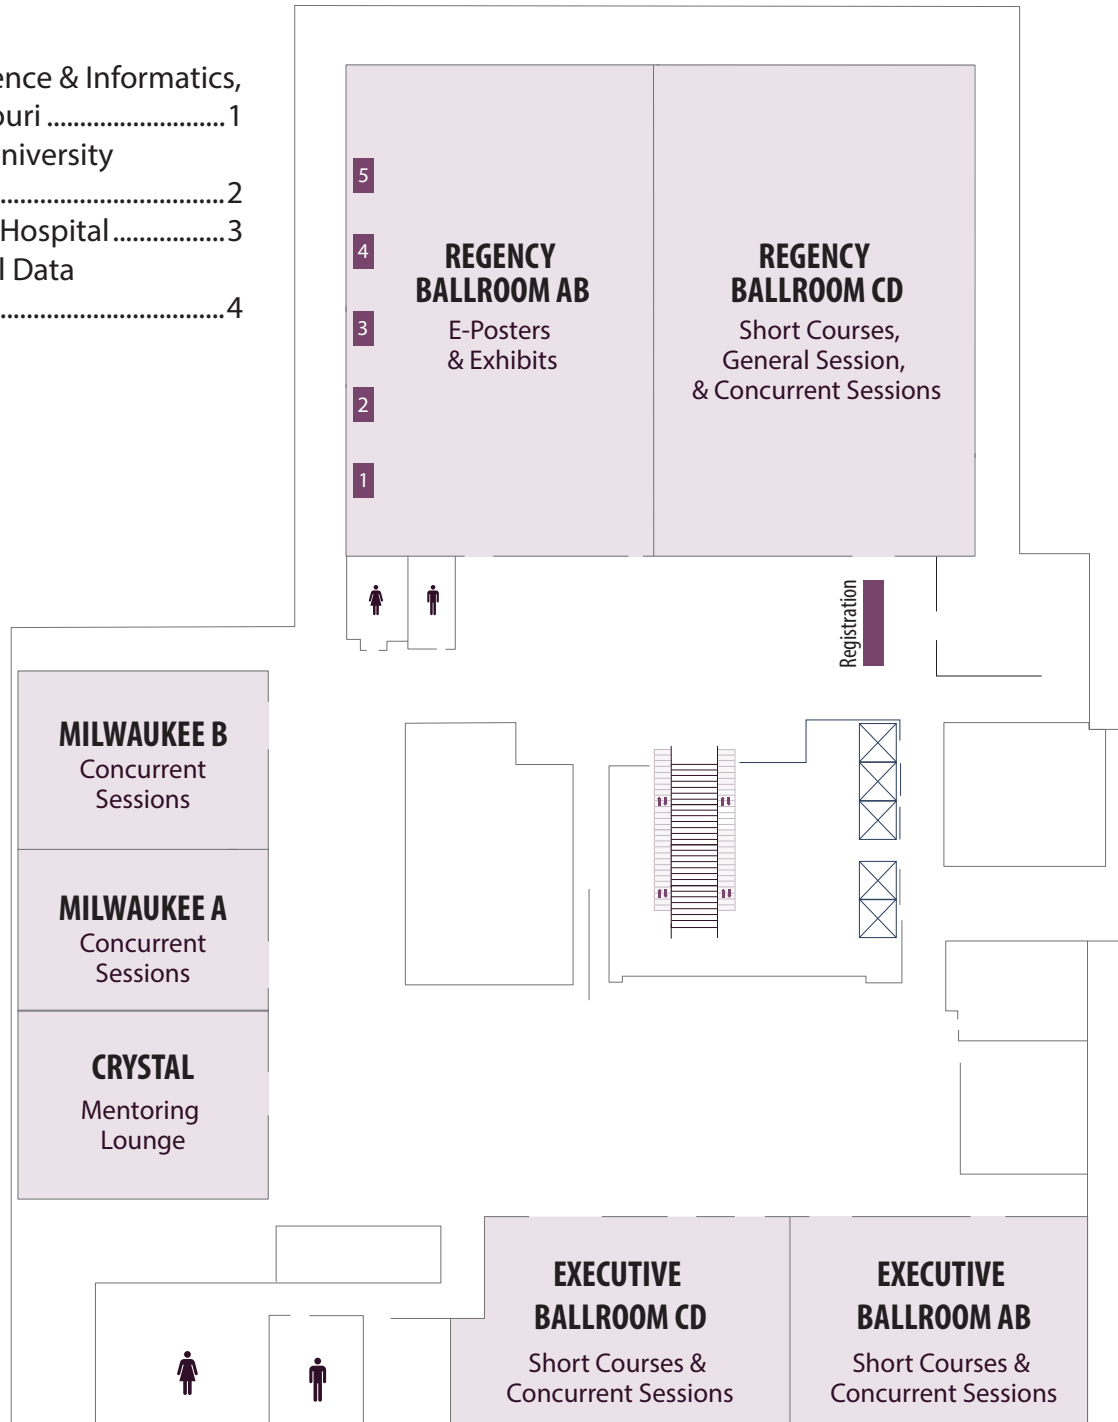 ence & Informatics,
ouri ..........................1
niversity
.................................2
Hospital................3
l Data
.................................4
5
4
3
2
1
REGENCY
BALLROOM AB
E-Posters
& Exhibits
REGENCY
BALLROOM CD
Short Courses,
General Session,
& Concurrent Sessions
Registration
MILWAUKEE B
Concurrent
Sessions
MILWAUKEE A
Concurrent
Sessions
CRYSTAL
Mentoring
Lounge
EXECUTIVE
BALLROOM CD
Short Courses &
Concurrent Sessions
EXECUTIVE
BALLROOM AB
Short Courses &
Concurrent Sessions